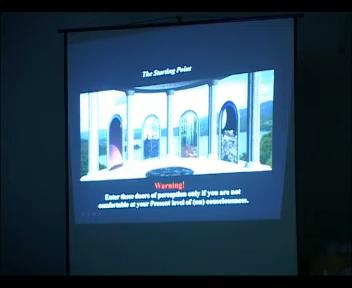 The Starting Point
Warning!
Enter these doors of perception only if you are not
comfortable at your Present level of (un) consciousness.